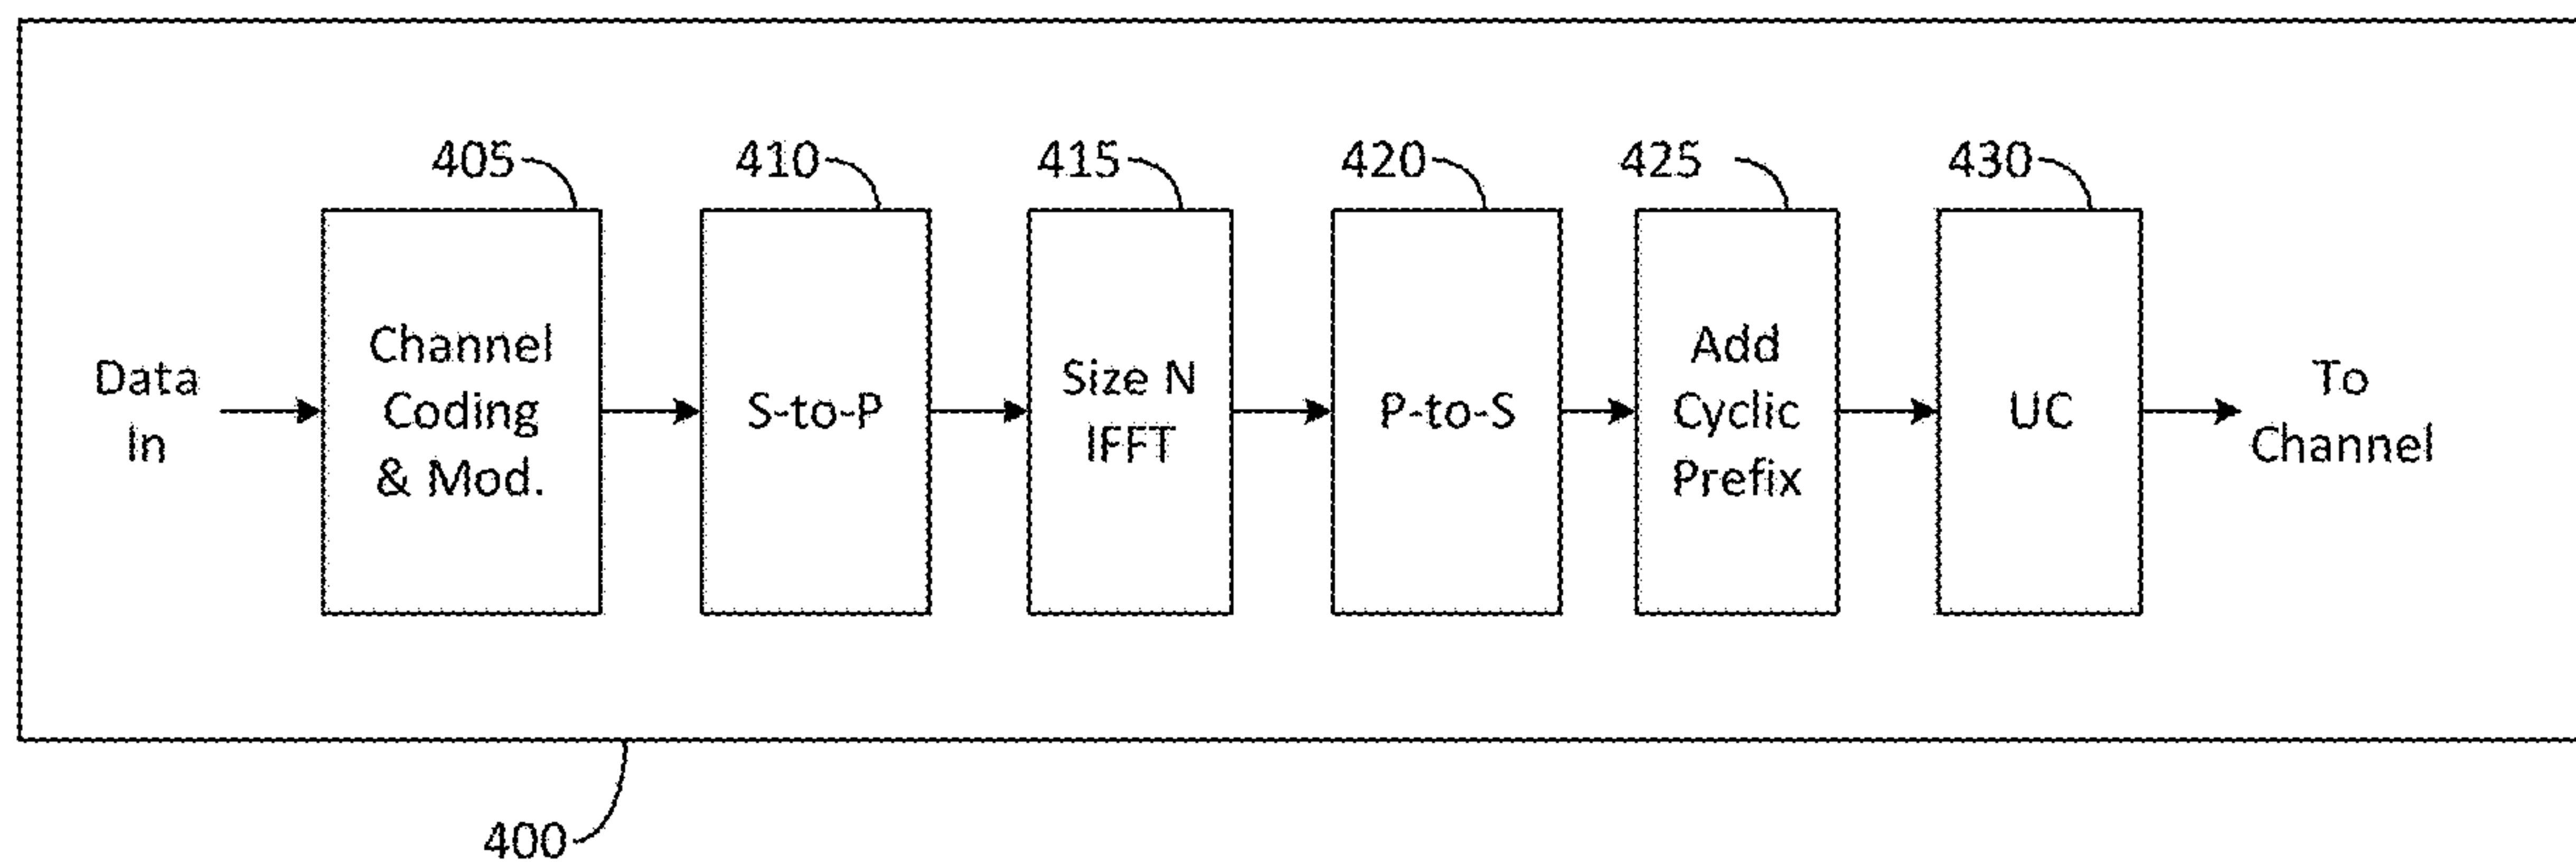 405
410
415
420
425
430
Data
In
Channel
Coding
& Mod.
S-to-P
Size N
IFFT
P-to-S
Add
Cyclic
Prefix
UC
To
Channel
400